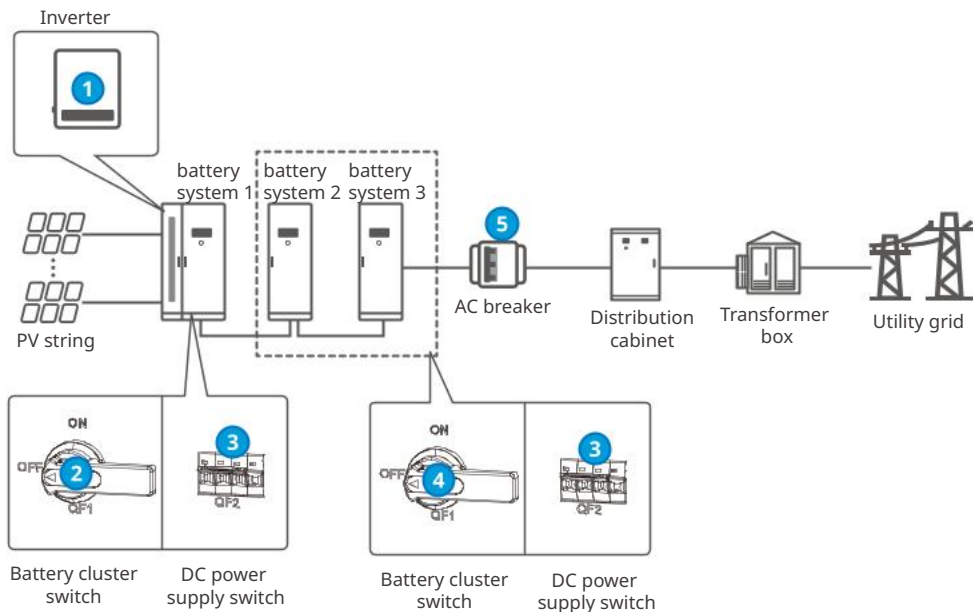 Inverter
1
battery
system 1
battery
system 2
battery
system 3
5
PV string
AC breaker
Distribution
cabinet
Transformer
box
Utility grid
ON
OFF
2
QF1
3
QF2
ON
OFF
4
QF1
3
QF2
Battery cluster
switch
DC power
supply switch
Battery cluster
switch
DC power
supply switch